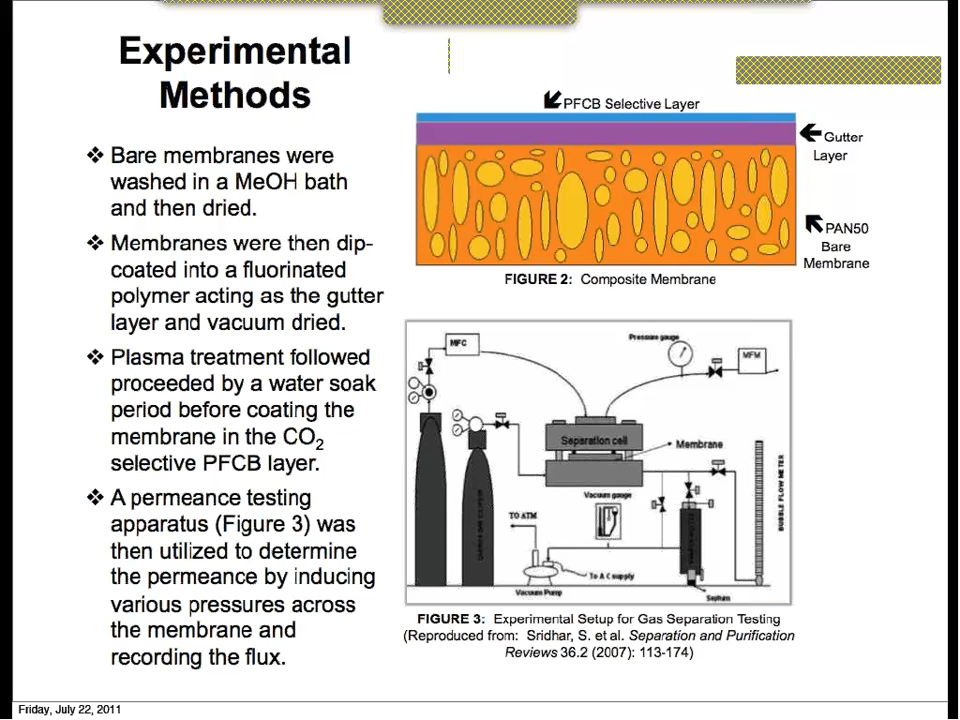 Experimental
Methods
❖ Bare membranes were
washed in a MeOH bath
and then dried.
❖ Membranes were then dip-
coated into a fluorinated
polymer acting as the gutter
layer and vacuum dried.
❖ Plasma treatment followed
proceeded by a water soak
period before coating the
membrane in the CO₂
selective PFCB layer.
❖ A permeance testing
apparatus (Figure 3) was
then utilized to determine
the permeance by inducing
various pressures across
the membrane and
recording the flux.
PFCB Selective Layer
Gutter
Layer
PAN50
Bare
Membrane
FIGURE 2: Composite Membrane
MFC
Pressure gauge
MFM
Separation cell
Membrane
Vacuum gauge
TO ATM
BUBBLE FLOW METER
To A C supply
Vacuum Pump
Septum
FIGURE 3: Experimental Setup for Gas Separation Testing
(Reproduced from: Sridhar, S. et al. Separation and Purification
Reviews 36.2 (2007): 113-174)
Friday, July 22, 2011